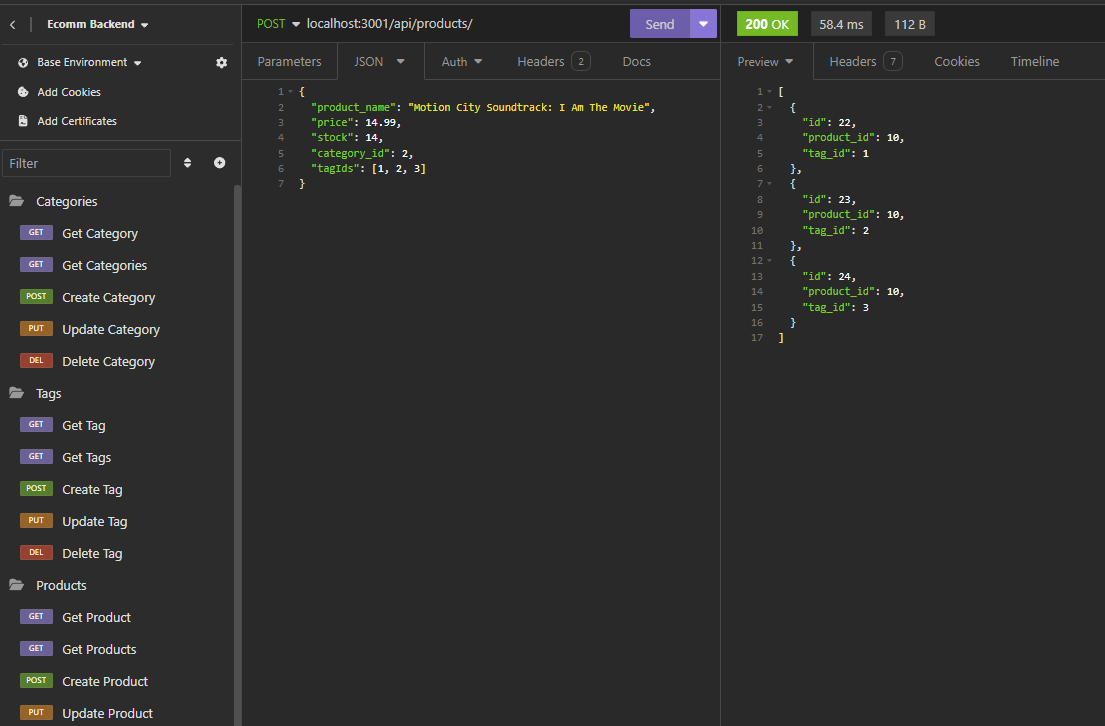 Ecomm Backend
Base Environment
Add Cookies
Add Certificates
Filter
Categories
GET Get Category
GET Get Categories
POST Create Category
PUT Update Category
DEL Delete Category
Tags
GET Get Tag
GET Get Tags
POST Create Tag
PUT Update Tag
DEL Delete Tag
Products
GET Get Product
GET Get Products
POST Create Product
PUT Update Product
POST localhost:3001/api/products/ Send
Parameters JSON Auth Headers 2 Docs
1 {
2 "product_name": "Motion City Soundtrack: I Am The Movie",
3 "price": 14.99,
4 "stock": 14,
5 "category_id": 2,
6 "tagIds": [1, 2, 3]
7 }
200 OK 58.4 ms 112 B
Preview Headers 7 Cookies Timeline
1 [
2 {
3 "id": 22,
4 "product_id": 10,
5 "tag_id": 1
6 },
7 {
8 "id": 23,
9 "product_id": 10,
10 "tag_id": 2
11 },
12 {
13 "id": 24,
14 "product_id": 10,
15 "tag_id": 3
16 }
17 ]